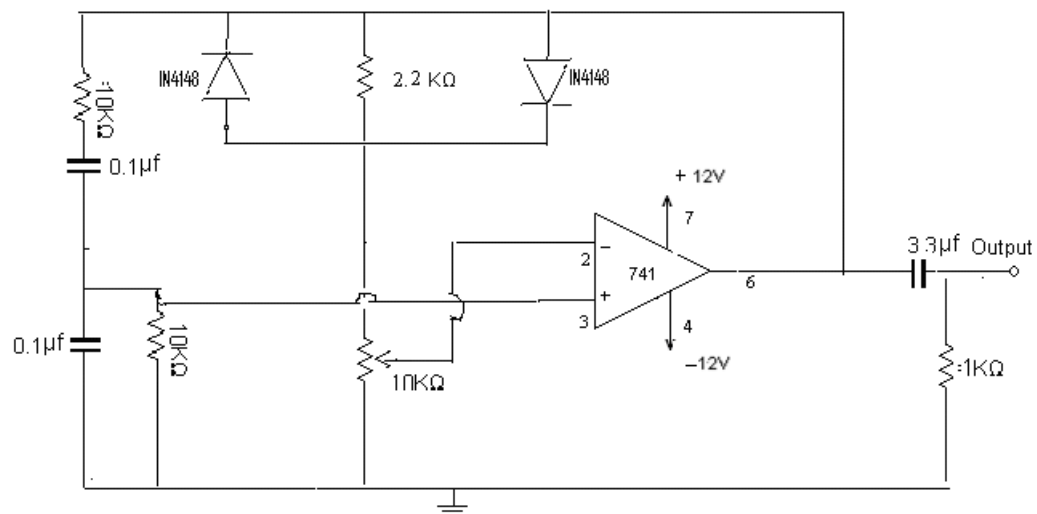 IN4148
2.2 KΩ
IN4148
10KΩ
0.1µf
+ 12V
7
3.3µf Output
2
–
741
6
+
3
4
10KΩ
0.1µf
10KΩ
–12V
1KΩ